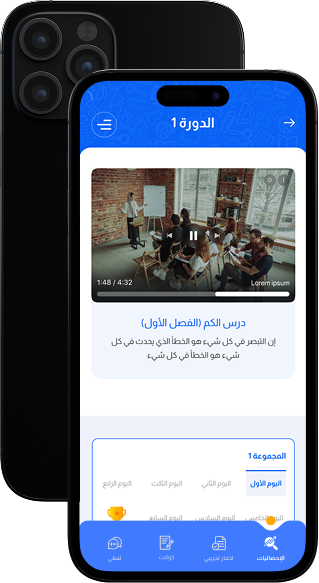 الدورة 1
1:48 / 4:32
Lorem ipsum
درس الكم (الفصل الأول)
إن التبصر في كل شيء هو الخطأ الذي يحدث في كل
شيء هو الخطأ في كل شيء
المجموعة 1
اليوم الأول اليوم الثاني اليوم الثالث اليوم الرابع
اليوم الخامس اليوم السادس اليوم السابع
الإحصائيات اختبار تجريبي كونات نقطي